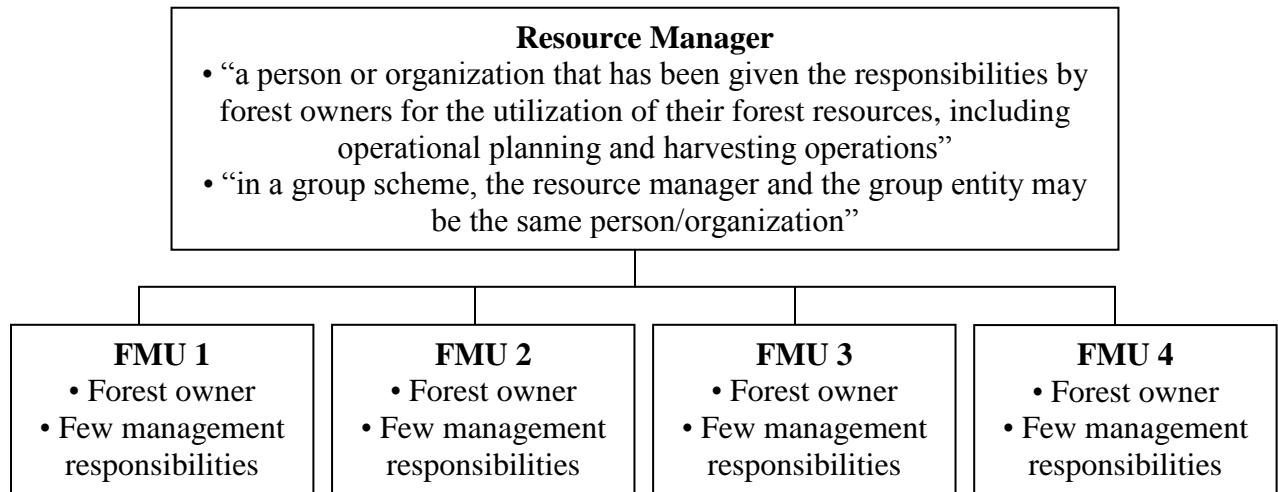 Resource Manager
• “a person or organization that has been given the responsibilities by
forest owners for the utilization of their forest resources, including
operational planning and harvesting operations”
• “in a group scheme, the resource manager and the group entity may
be the same person/organization”
FMU 1
• Forest owner
• Few management
responsibilities
FMU 2
• Forest owner
• Few management
responsibilities
FMU 3
• Forest owner
• Few management
responsibilities
FMU 4
• Forest owner
• Few management
responsibilities